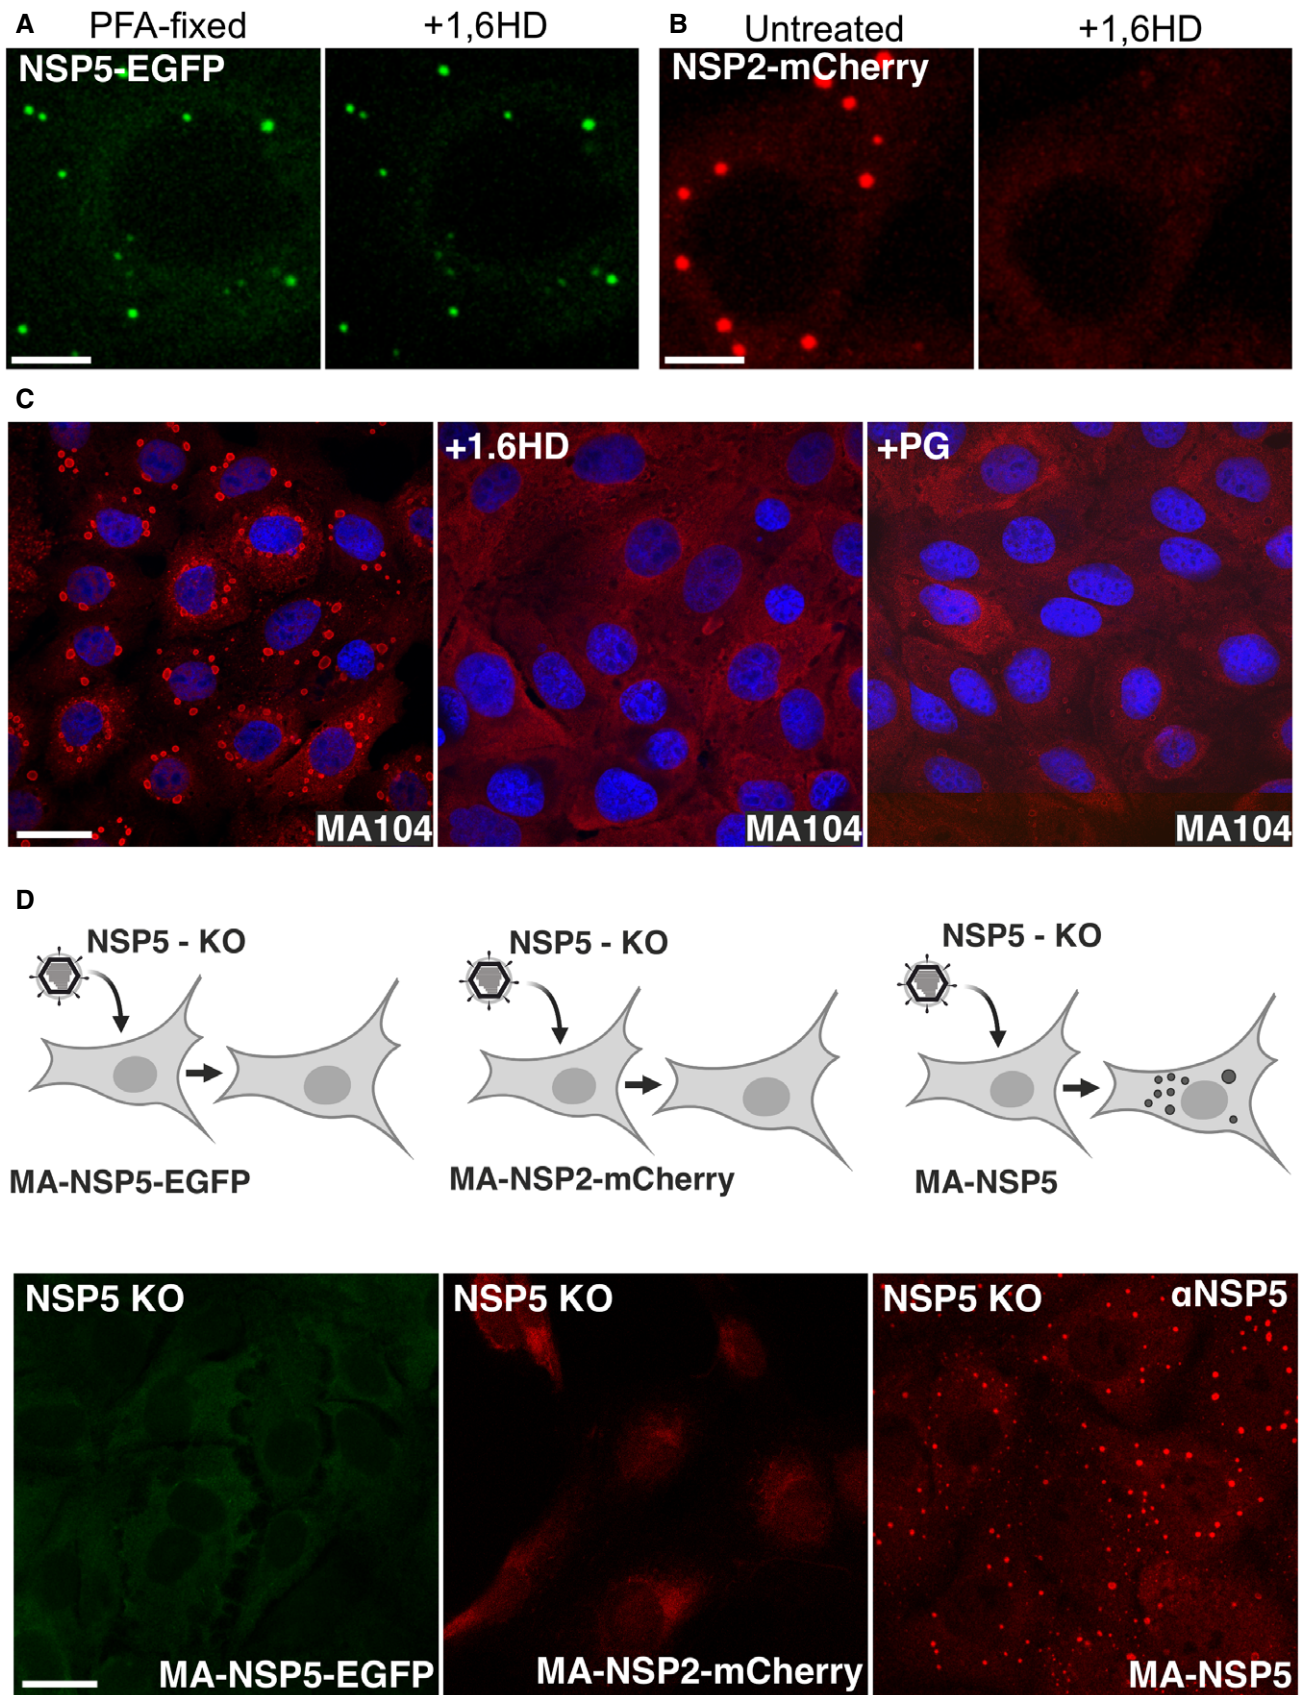 A
PFA-fixed
+1,6HD
NSP5-EGFP
B
Untreated
+1,6HD
NSP2-mCherry
C
+1.6HD
+PG
MA104
MA104
MA104
D
NSP5 - KO
NSP5 - KO
NSP5 - KO
MA-NSP5-EGFP
MA-NSP2-mCherry
MA-NSP5
NSP5 KO
NSP5 KO
NSP5 KO
ɑNSP5
MA-NSP5-EGFP
MA-NSP2-mCherry
MA-NSP5